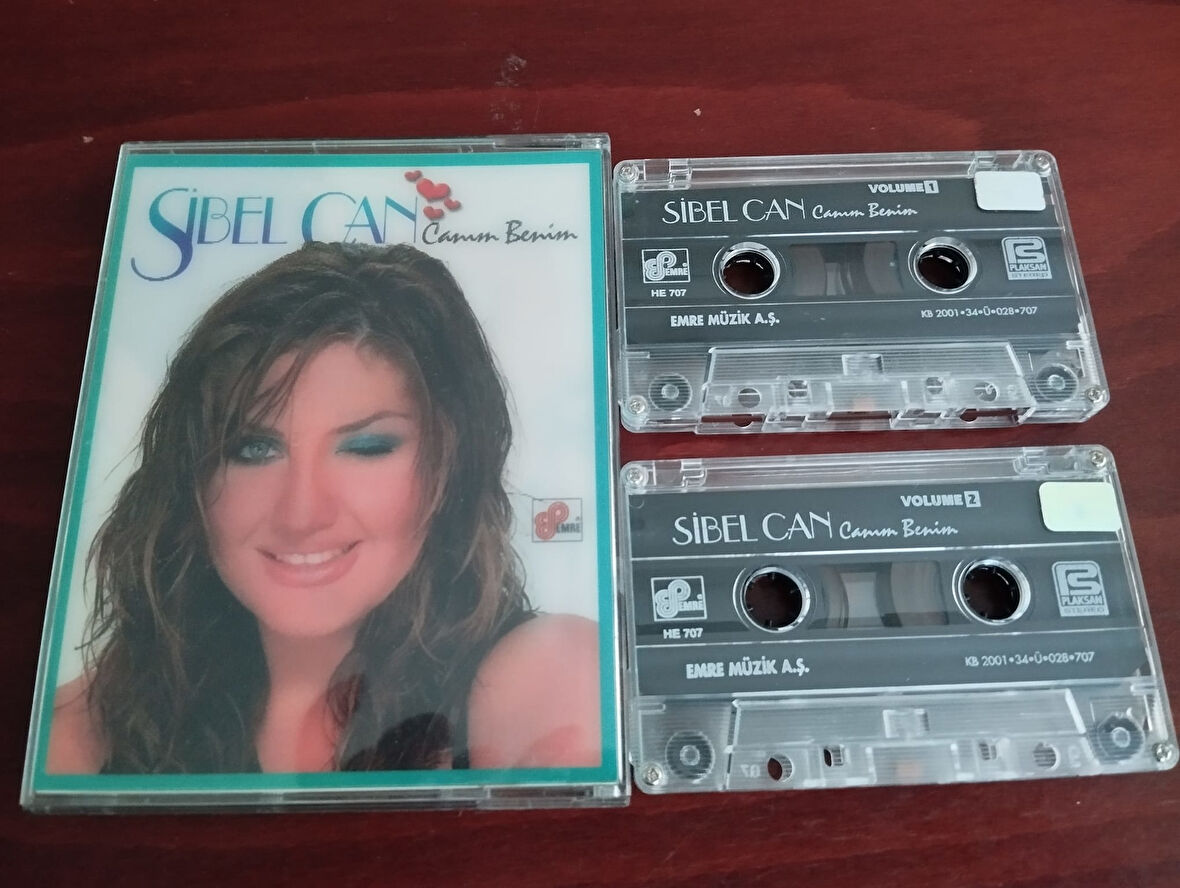 SİBEL CAN
Canım Benim
EMRE
VOLUME 1
SİBEL CAN Canım Benim
EMRE
HE 707
PLAKSAN
STEREO
EMRE MÜZİK A.Ş.
KB 2001•34•Ü•028•707
VOLUME 2
SİBEL CAN Canım Benim
EMRE
HE 707
PLAKSAN
STEREO
EMRE MÜZİK A.Ş.
KB 2001•34•Ü•028•707